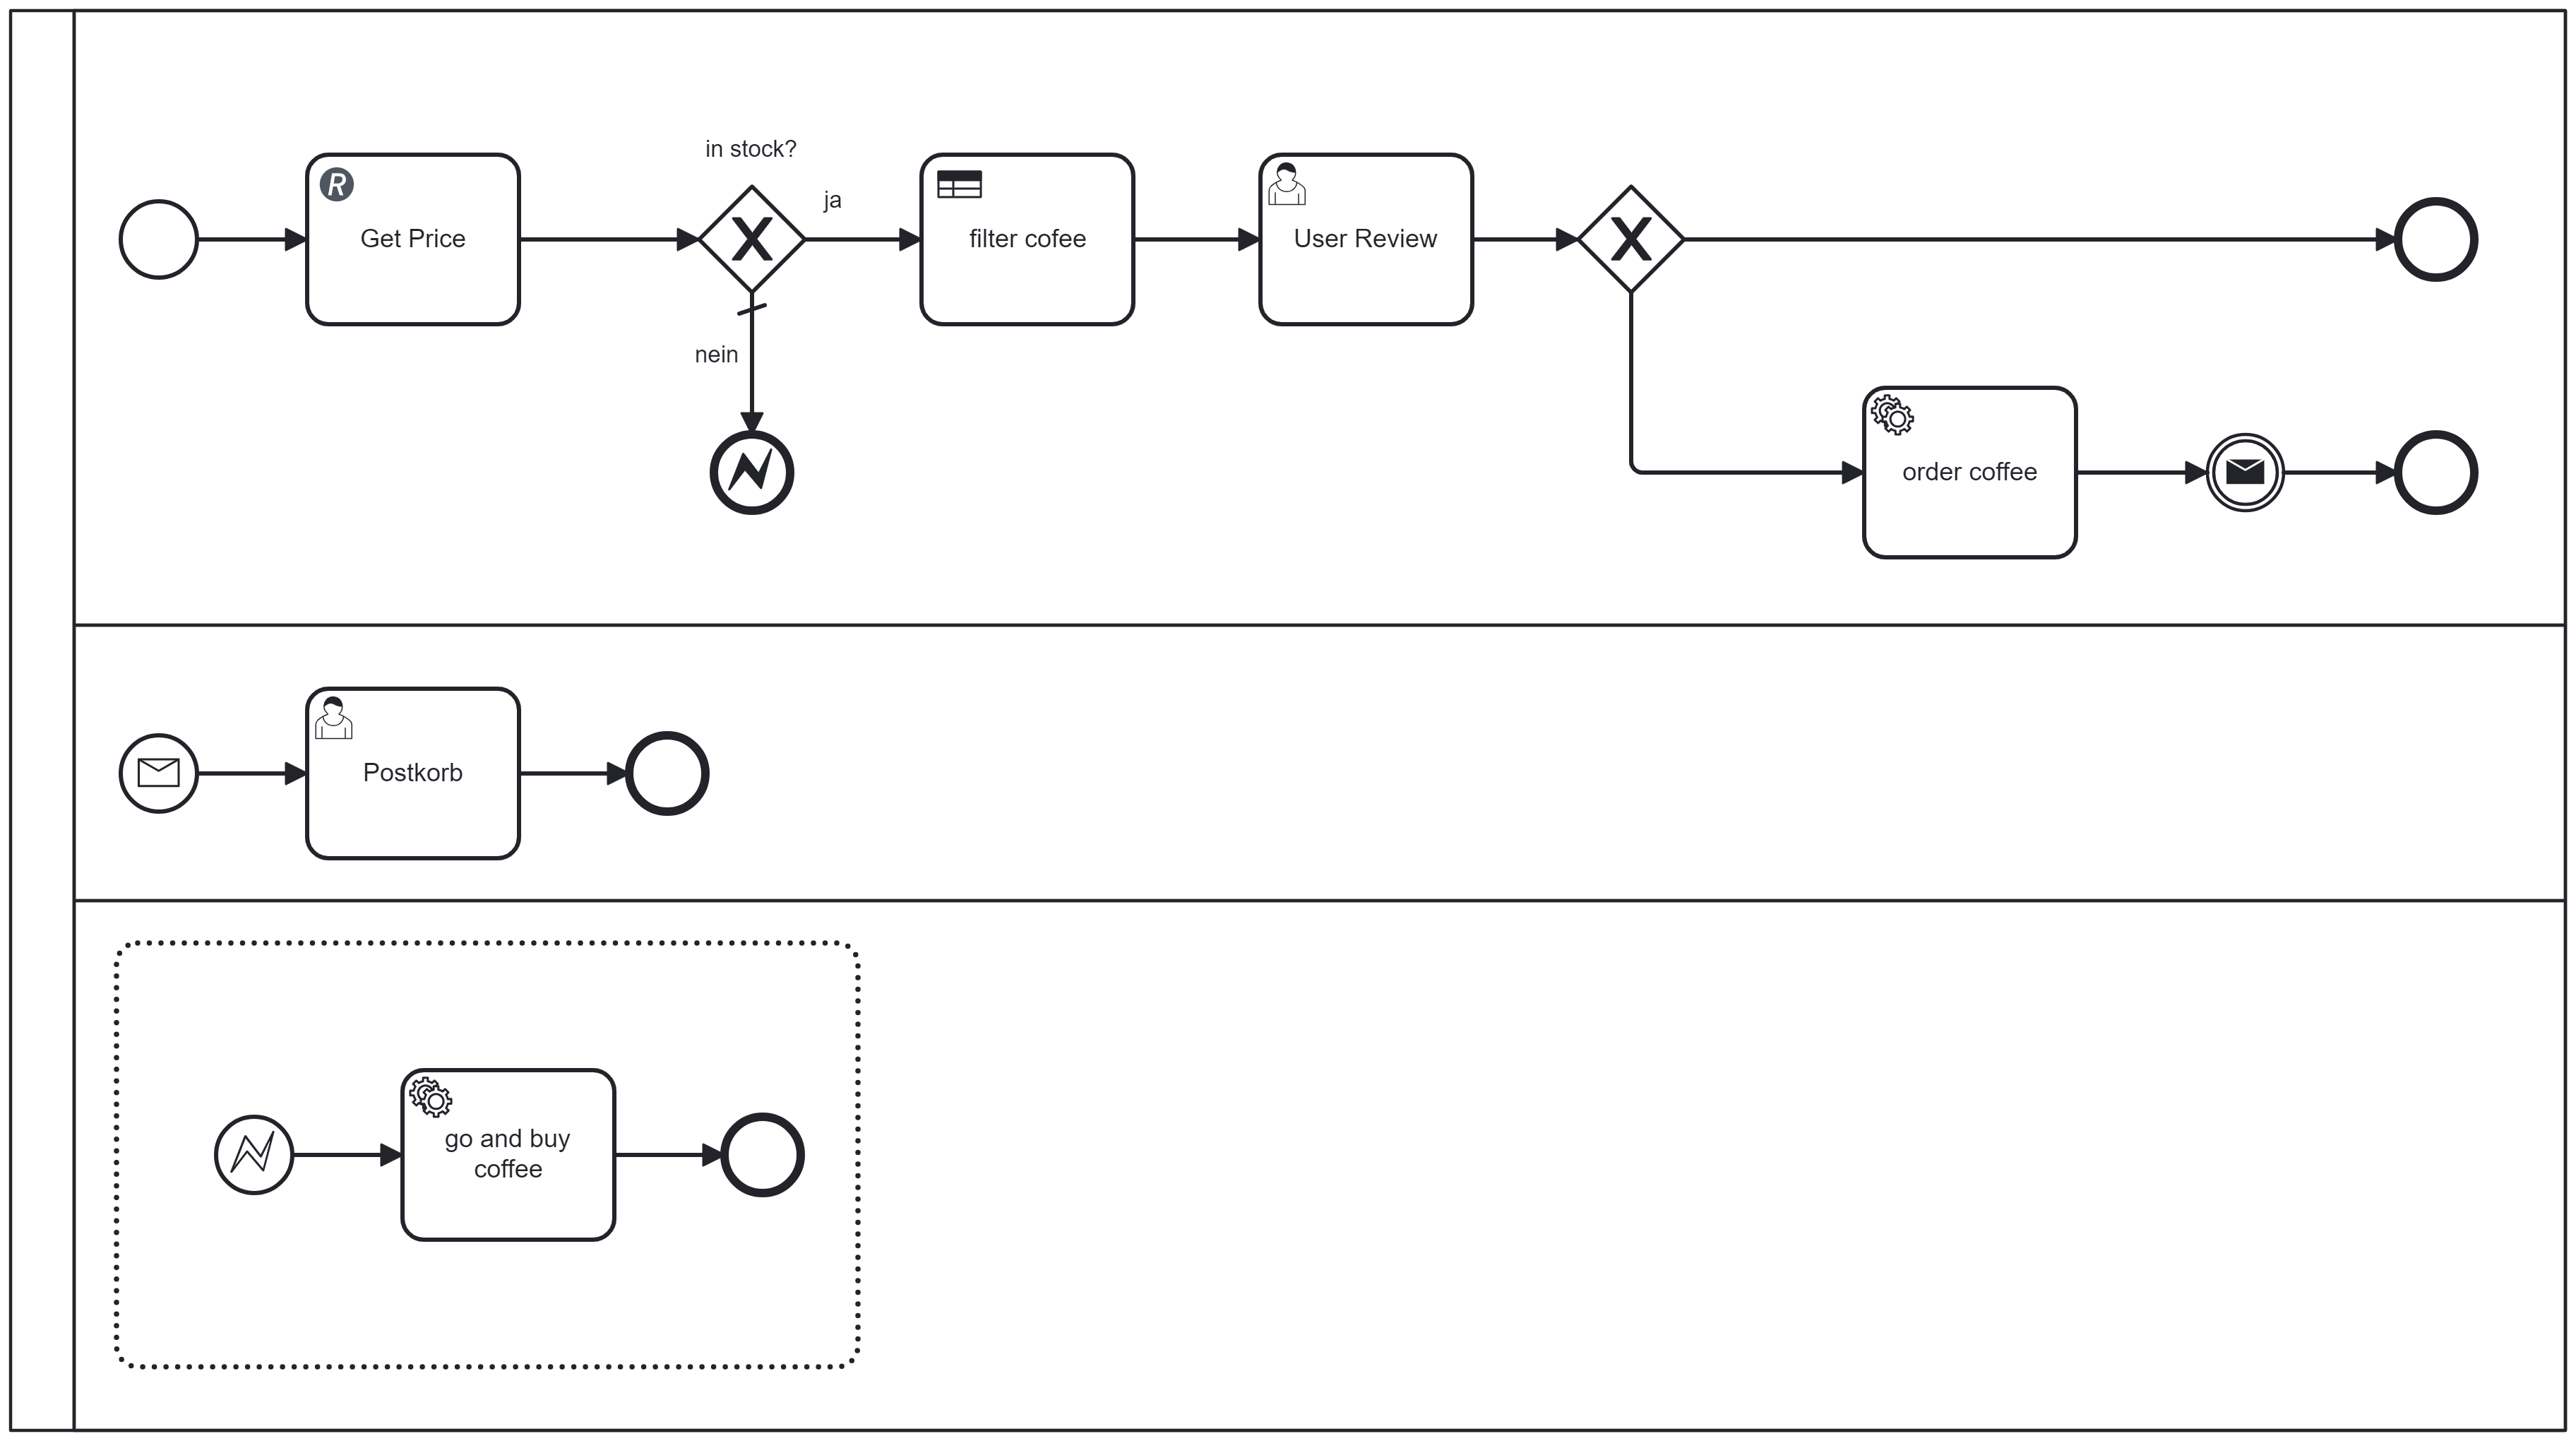 in stock?
ja
R
Get Price
filter cofee
User Review
nein
order coffee
Postkorb
go and buy
coffee